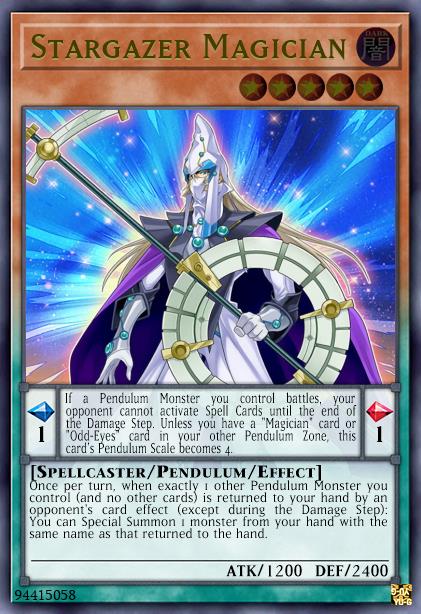 STARGAZER MAGICIAN
DARK
闇
If a Pendulum Monster you control battles, your
opponent cannot activate Spell Cards until the end of
the Damage Step. Unless you have a "Magician" card or
"Odd-Eyes" card in your other Pendulum Zone, this
card's Pendulum Scale becomes 4.
1
1
[SPELLCASTER/PENDULUM/EFFECT]
Once per turn, when exactly 1 other Pendulum Monster you
control (and no other cards) is returned to your hand by an
opponent's card effect (except during the Damage Step):
You can Special Summon 1 monster from your hand with the
same name as that returned to the hand.
ATK/1200 DEF/2400
94415058